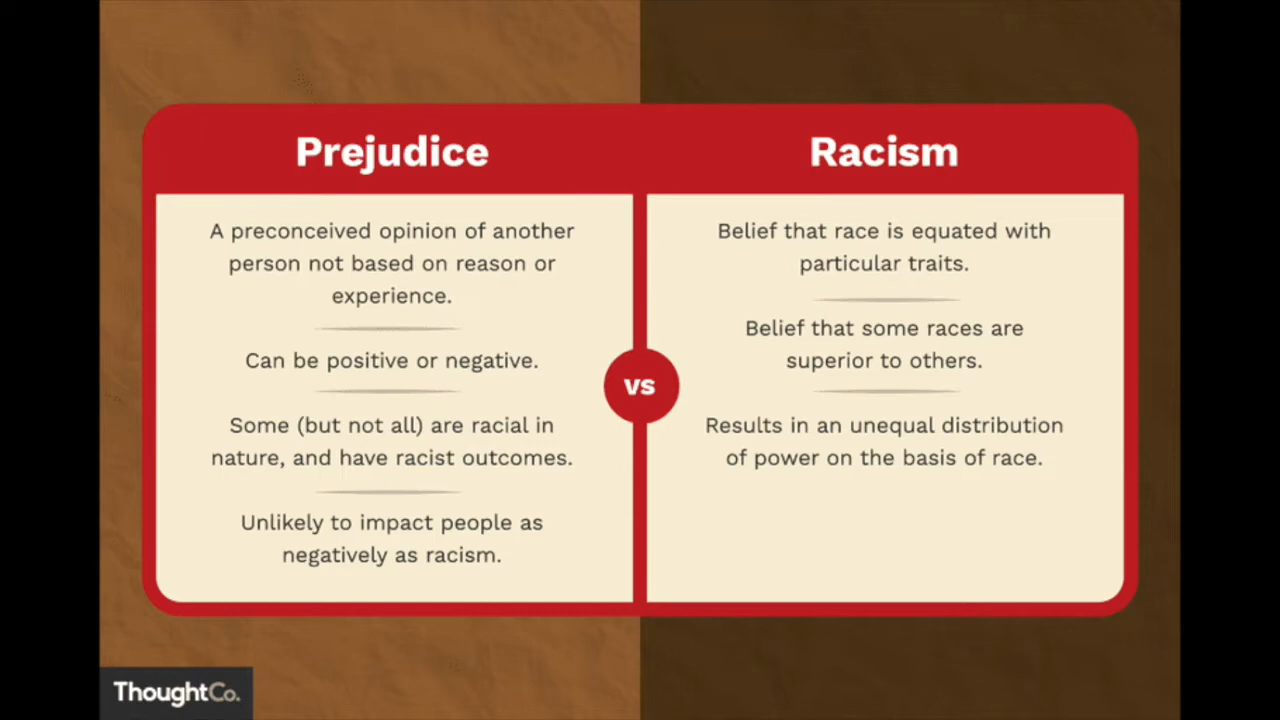 Prejudice
A preconceived opinion of another
person not based on reason or
experience.
Can be positive or negative.
Some (but not all) are racial in
nature, and have racist outcomes.
Unlikely to impact people as
negatively as racism.
vs
Racism
Belief that race is equated with
particular traits.
Belief that some races are
superior to others.
Results in an unequal distribution
of power on the basis of race.
ThoughtCo.